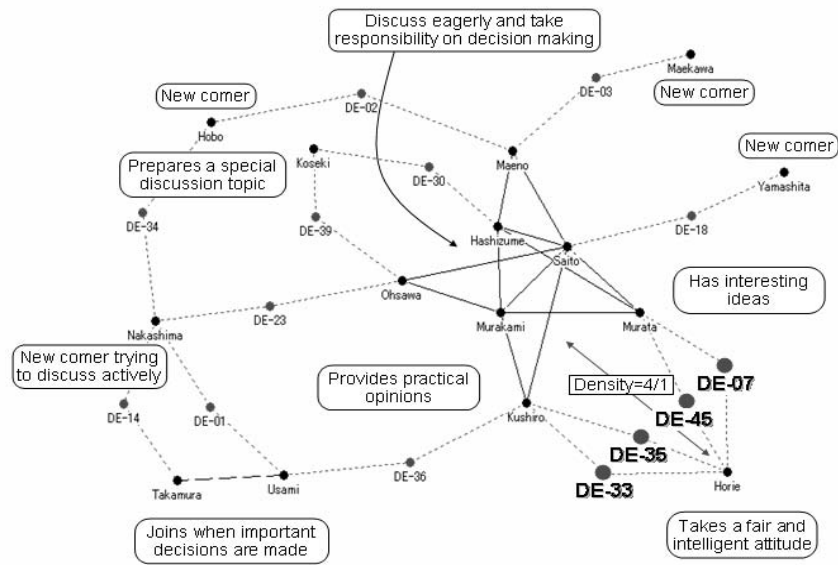 Discuss eagerly and take
responsibility on decision making
Maekawa
DE-03
New comer
DE-02
New comer
Hobo
New comer
Koseki
Maeno
Prepares a special
discussion topic
DE-30
Yamashita
DE-34
DE-39
DE-18
Hashizume
Saito
Has interesting
ideas
Ohsawa
DE-23
Nakashima
Murakami
Murata
New comer trying
to discuss actively
Provides practical
opinions
Density=4/1
DE-07
DE-14
DE-01
DE-45
Kushiro
DE-35
DE-36
DE-33
Takamura
Usami
Horie
Joins when important
decisions are made
Takes a fair and
intelligent attitude